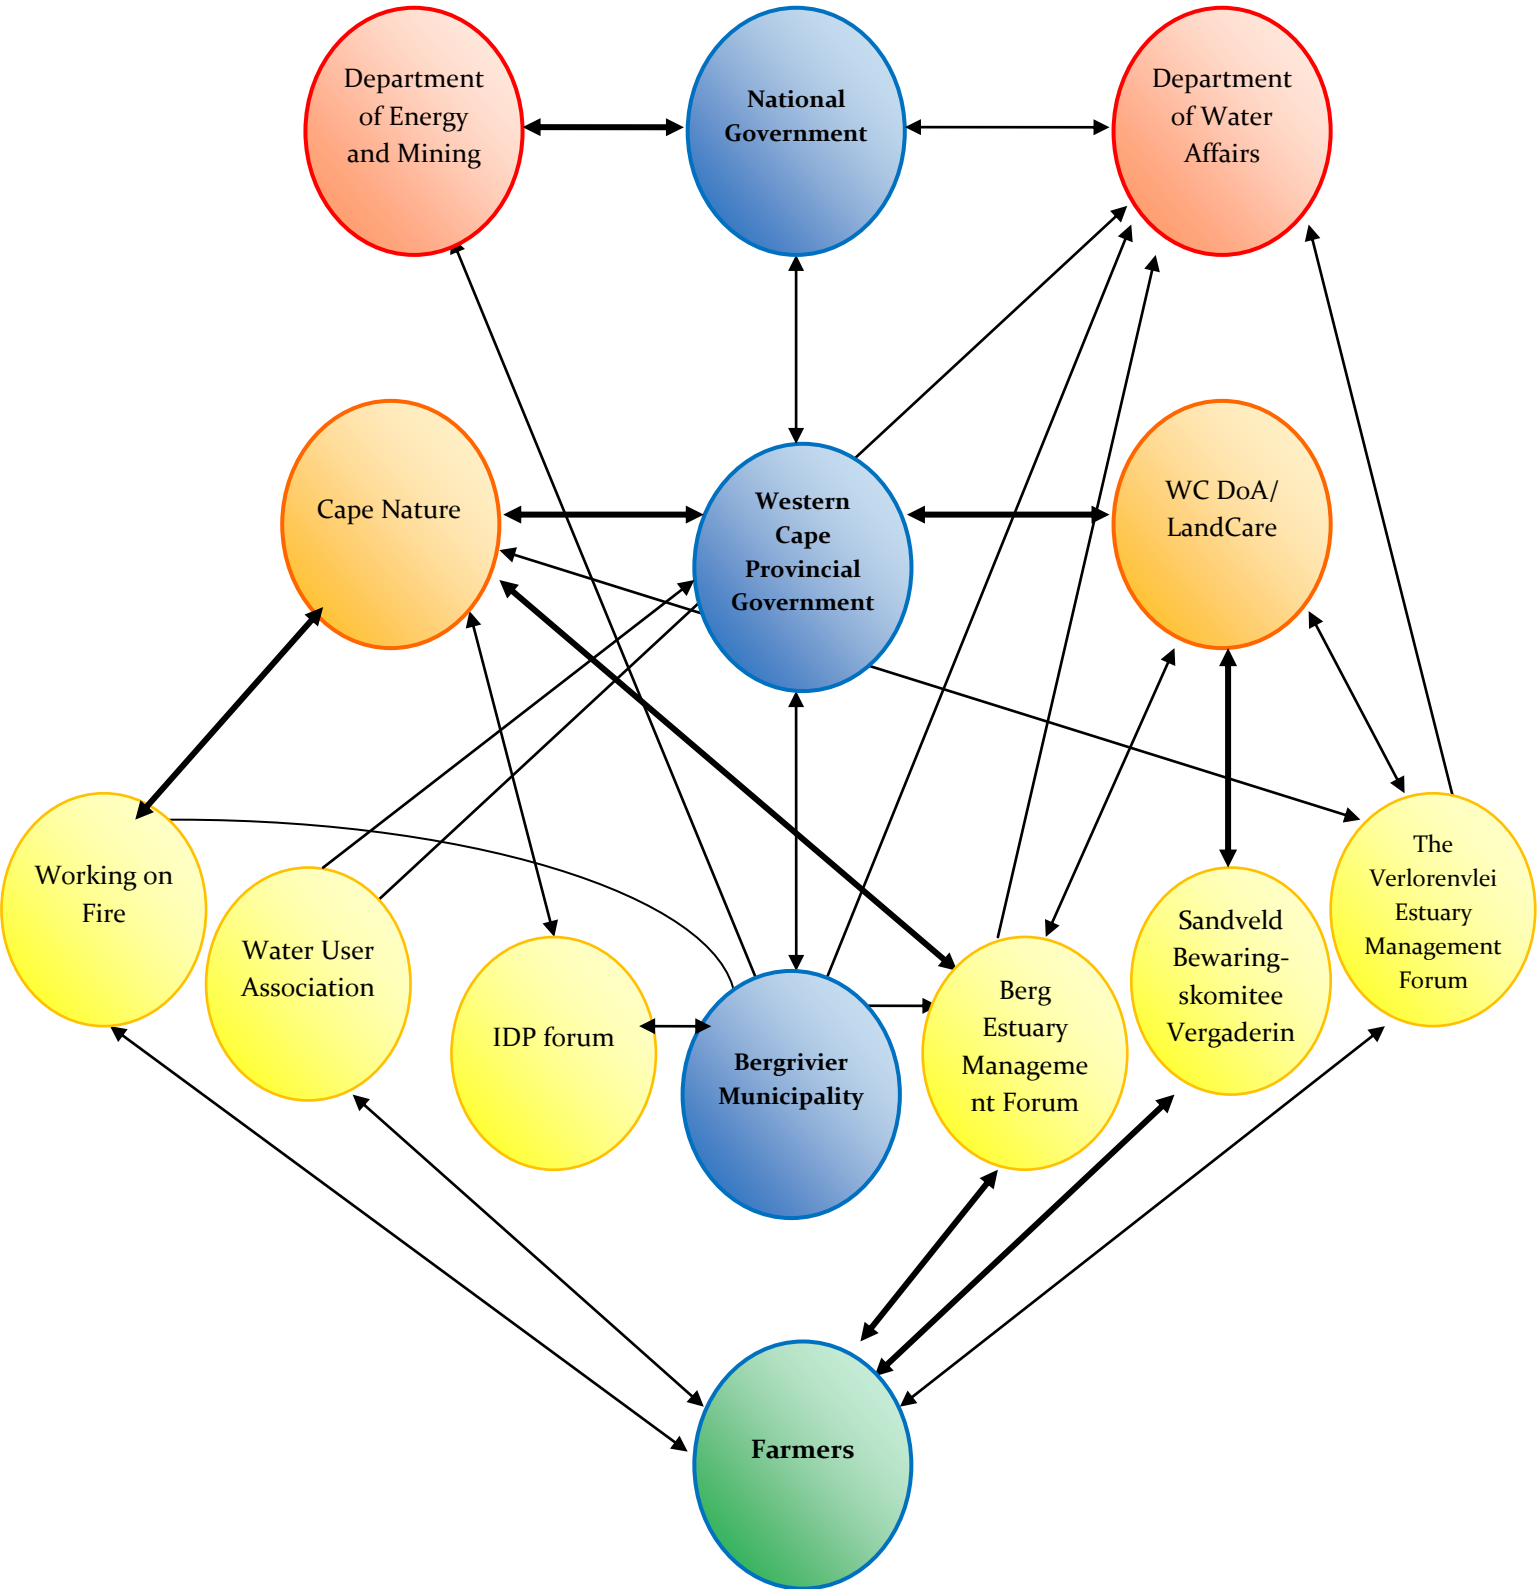 Department
of Energy
and Mining
National
Government
Department
of Water
Affairs
Cape Nature
Western
Cape
Provincial
Government
WC DoA/
LandCare
Working on
Fire
Water User
Association
IDP forum
Bergrivier
Municipality
Berg
Estuary
Manageme
nt Forum
Sandveld
Bewaring-
skomitee
Vergaderin
The
Verlorenvlei
Estuary
Management
Forum
Farmers